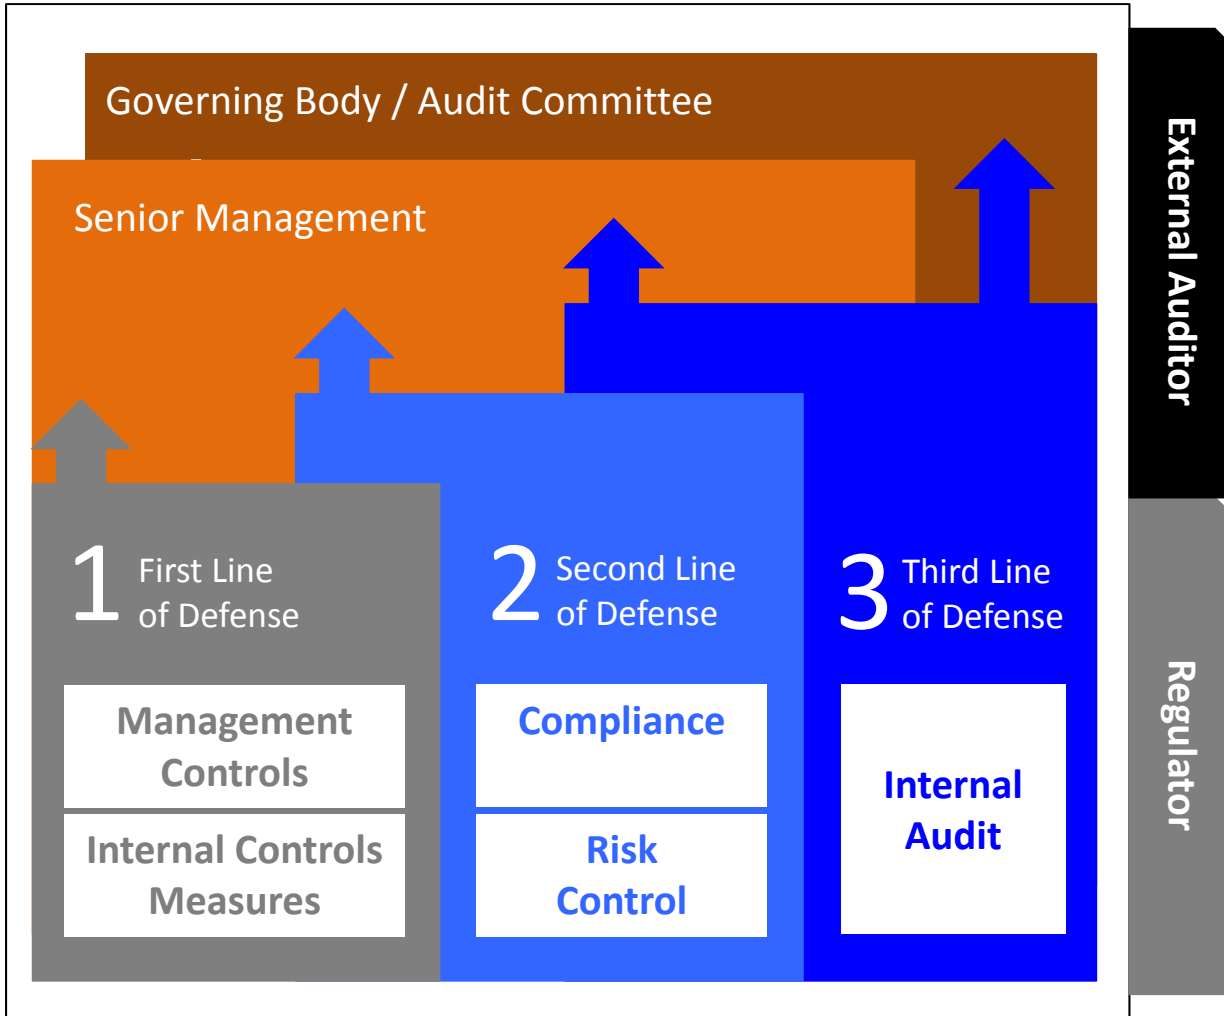 Governing Body / Audit Committee
Senior Management
1 First Line
of Defense
Management
Controls
Internal Controls
Measures
2 Second Line
of Defense
Compliance
Risk
Control
3 Third Line
of Defense
Internal
Audit
External Auditor
Regulator